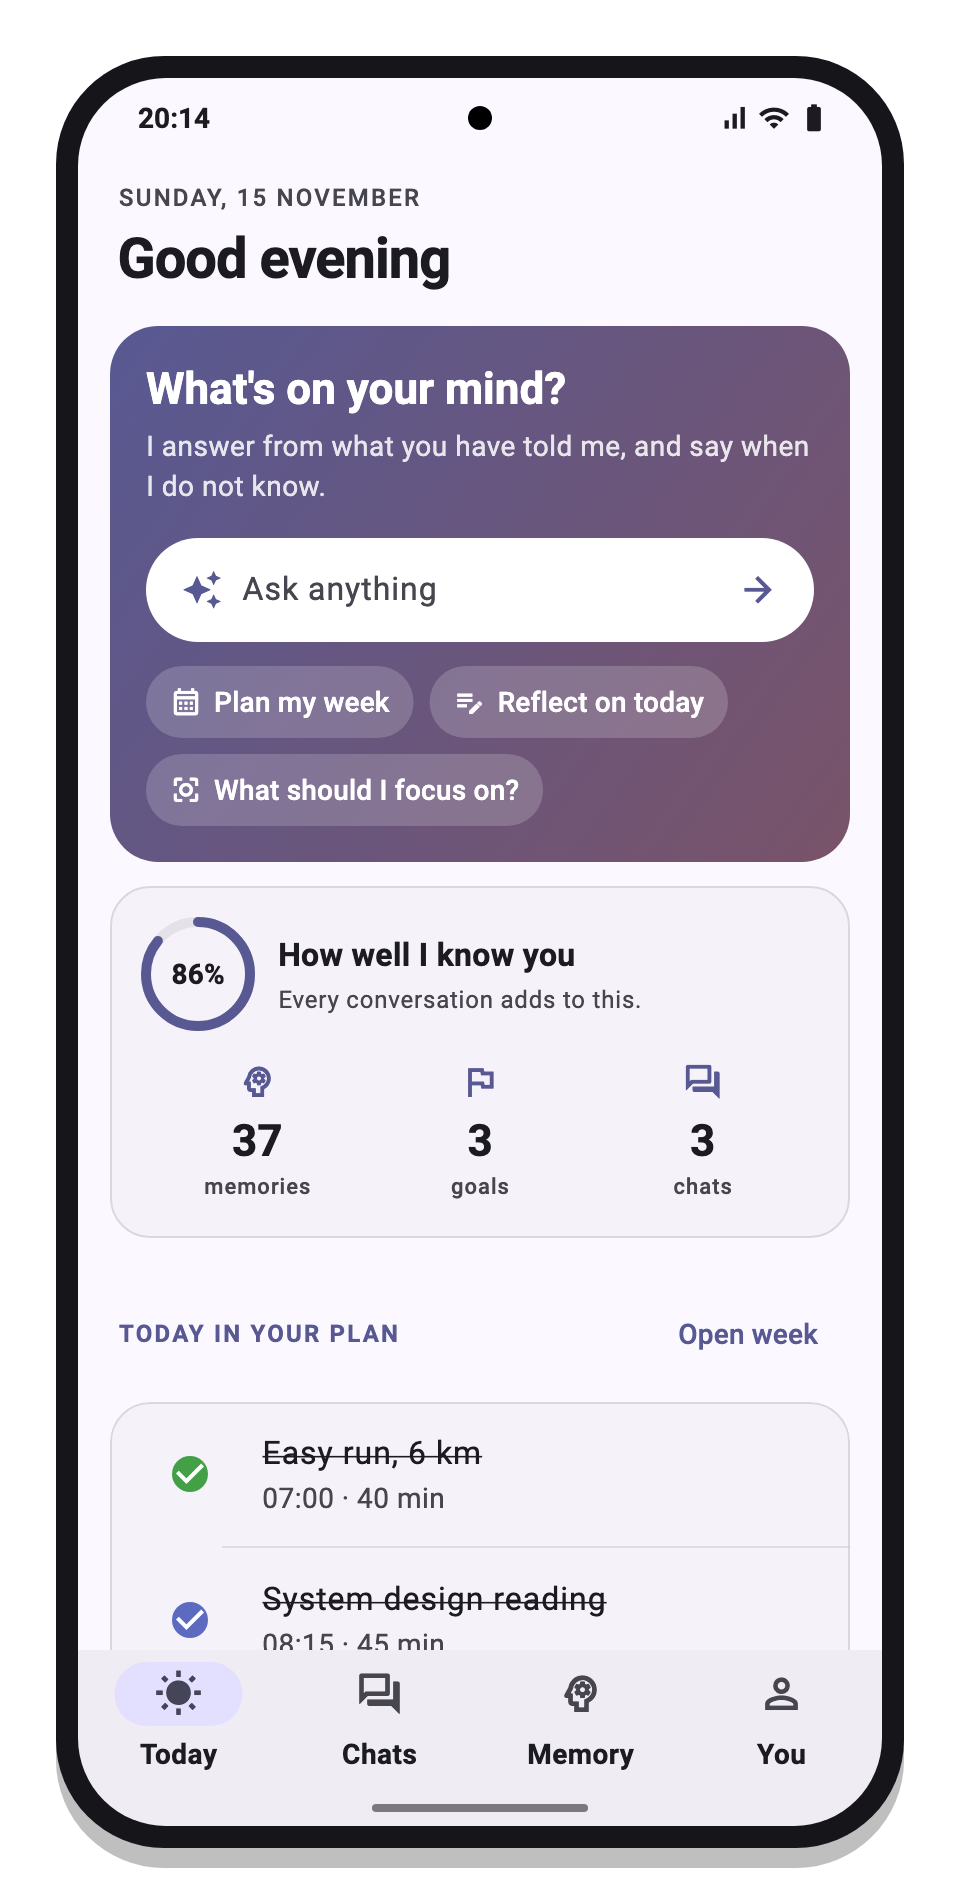 20:14
SUNDAY, 15 NOVEMBER
Good evening
What's on your mind?
I answer from what you have told me, and say when
I do not know.
Ask anything
Plan my week
Reflect on today
What should I focus on?
86%
How well I know you
Every conversation adds to this.
37
3
3
memories
goals
chats
TODAY IN YOUR PLAN
Open week
Easy run, 6 km
07:00 · 40 min
System design reading
08:15 · 45 min
Today
Chats
Memory
You